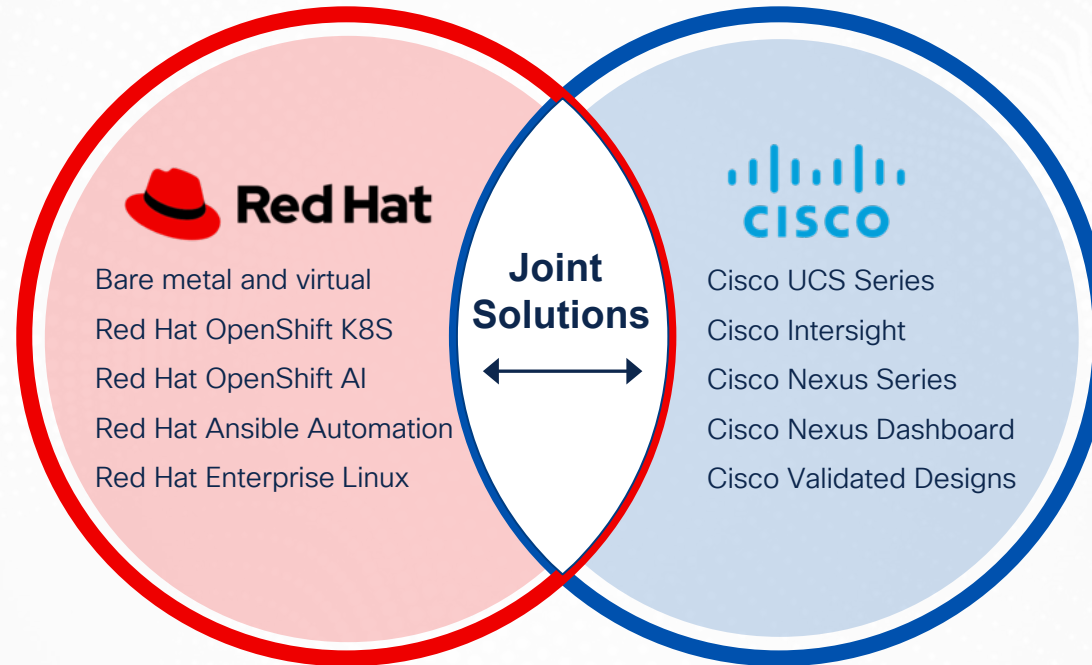 Red Hat
Bare metal and virtual
Red Hat OpenShift K8S
Red Hat OpenShift AI
Red Hat Ansible Automation
Red Hat Enterprise Linux
Joint
Solutions
CISCO
Cisco UCS Series
Cisco Intersight
Cisco Nexus Series
Cisco Nexus Dashboard
Cisco Validated Designs